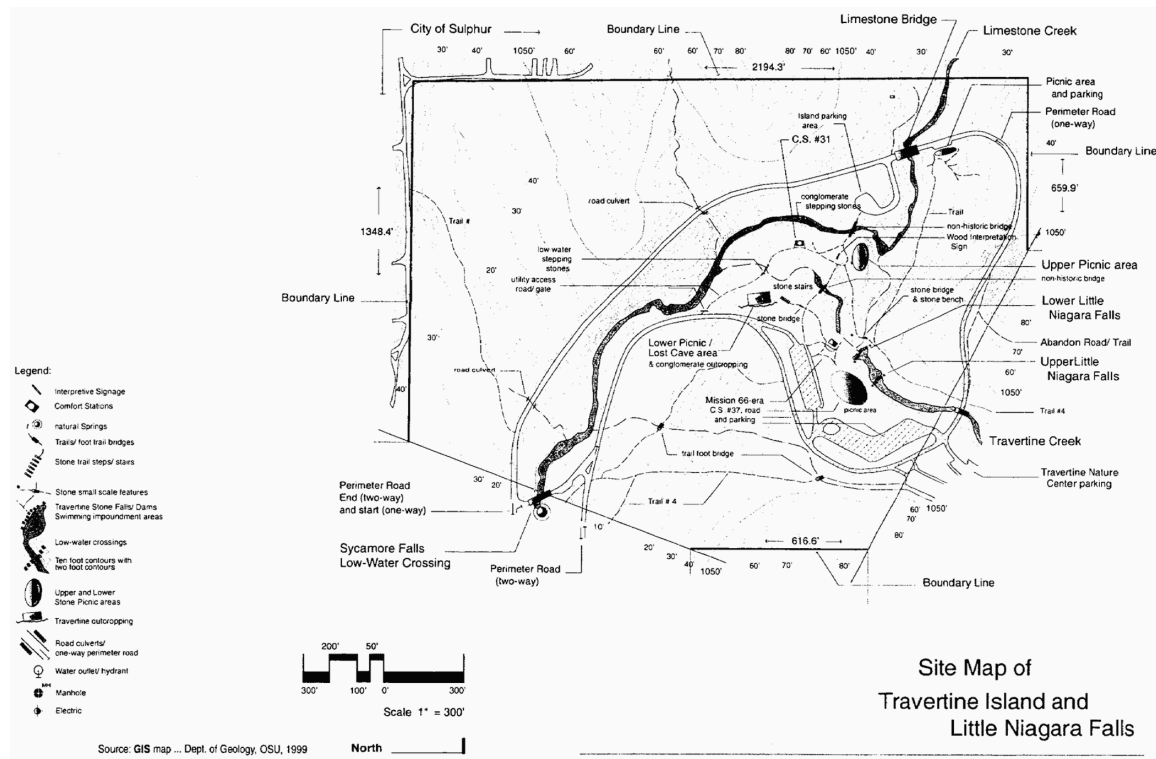 City of Sulphur
Boundary Line
Limestone Bridge
Limestone Creek
30' 40' 1050' 60'
60' 60' 70' 80'
80' 70' 60' 1050' 40' 30' 30'
2194.3'
Picnic area
and parking
Perimeter Road
(one-way)
Island parking
area
C.S. #31
40'
Boundary Line
659.9'
40'
road culvert
conglomerate
stepping stones
Trail
non-historic bridge
Wood Interpretation
Sign
1348.4'
30'
Trail #
1050'
low water
stepping
stones
utility access
road/ gate
20'
stone stairs
Upper Picnic area
non-historic bridge
stone bridge
& stone bench
Boundary Line
Lower Little
Niagara Falls
stone bridge
80'
30'
Lower Picnic /
Lost Cave area
& conglomerate outcropping
Abandon Road/ Trail
70'
Upper Little
Niagara Falls
60'
road culvert
40'
1050'
Mission 66-era
C.S. #37, road
and parking
picnic area
Trail #4
Travertine Creek
trail foot bridge
Travertine Nature
Center parking
Perimeter Road
End (two-way)
and start (one-way)
30'
20'
Trail # 4
10'
1050'
60'
70'
80'
Sycamore Falls
Low-Water Crossing
Perimeter Road
(two-way)
616.6'
20' 30' 40' 1050' 60' 70' 80'
Boundary Line
Legend:
Interpretive Signage
Comfort Stations
natural Springs
Trails/ foot trail bridges
Stone trail steps/ stairs
Stone small scale features
Travertine Stone Falls/ Dams
Swimming impoundment areas
Low-water crossings
Ten foot contours with
two foot contours
Upper and Lower
Stone Picnic areas
Travertine outcropping
Road culverts/
one-way perimeter road
Water outlet/ hydrant
MH
Manhole
Electric
200' 50'
300' 100' 0' 300'
Scale 1" = 300'
Source: GIS map ... Dept. of Geology, OSU, 1999
North
Site Map of
Travertine Island and
Little Niagara Falls